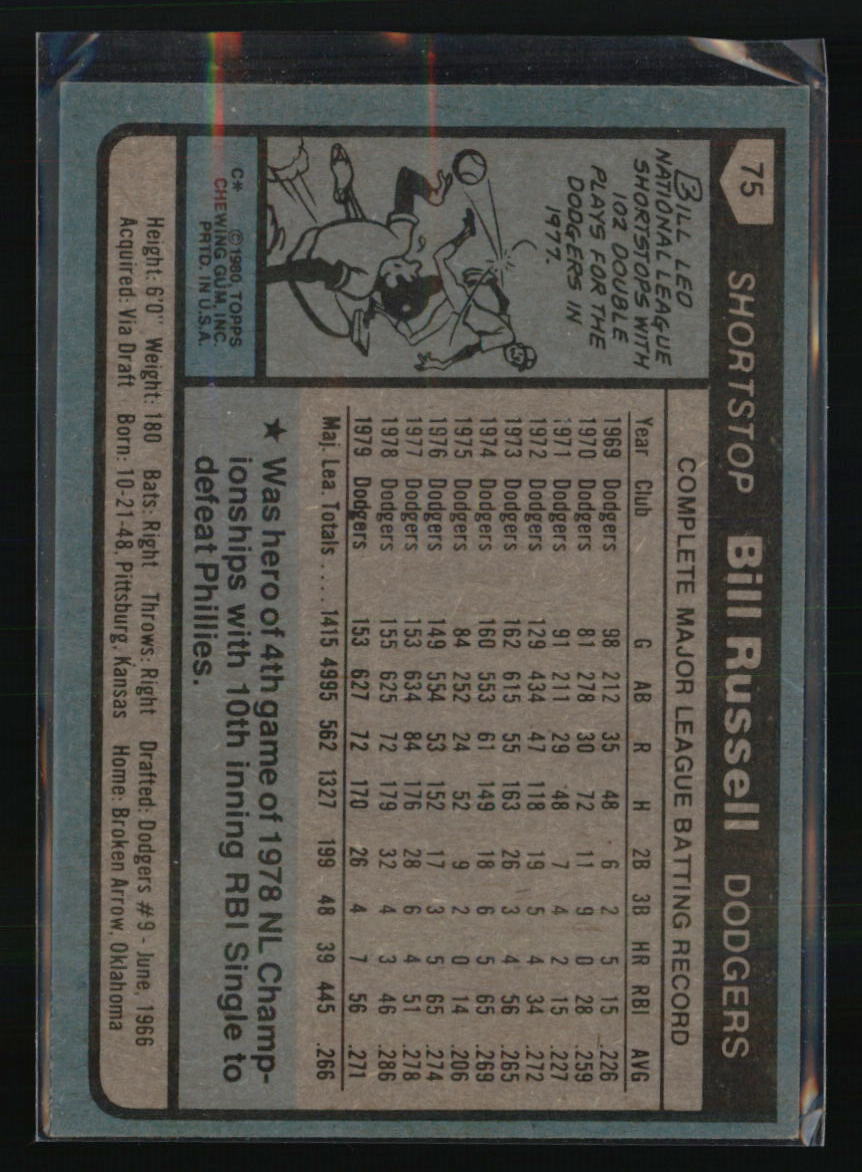 75
SHORTSTOP Bill Russell DODGERS
BILL LED
NATIONAL LEAGUE
SHORTSTOPS WITH
102 DOUBLE
PLAYS FOR THE
DODGERS IN
1977.
C* © 1980, TOPPS
CHEWING GUM, INC.
PRTD. IN U.S.A.
COMPLETE MAJOR LEAGUE BATTING RECORD
Year Club G AB R H 2B 3B HR RBI AVG
1969 Dodgers 98 212 35 48 6 2 5 15 .226
1970 Dodgers 81 278 30 72 11 9 0 28 .259
1971 Dodgers 91 211 29 48 7 4 2 15 .227
1972 Dodgers 129 434 47 118 19 5 4 34 .272
1973 Dodgers 162 615 55 163 26 3 4 56 .265
1974 Dodgers 160 553 61 149 18 6 5 65 .269
1975 Dodgers 84 252 24 52 9 2 0 14 .206
1976 Dodgers 149 554 53 152 17 3 5 65 .274
1977 Dodgers 153 634 84 176 28 6 4 51 .278
1978 Dodgers 155 625 72 179 32 4 3 46 .286
1979 Dodgers 153 627 72 170 26 4 7 56 .271
Maj. Lea. Totals .... 1415 4995 562 1327 199 48 39 445 .266
★ Was hero of 4th game of 1978 NL Champ-
ionships with 10th inning RBI Single to
defeat Phillies.
Height: 6'0" Weight: 180 Bats: Right Throws: Right Drafted: Dodgers #9 - June, 1966
Acquired: Via Draft Born: 10-21-48, Pittsburg, Kansas Home: Broken Arrow, Oklahoma